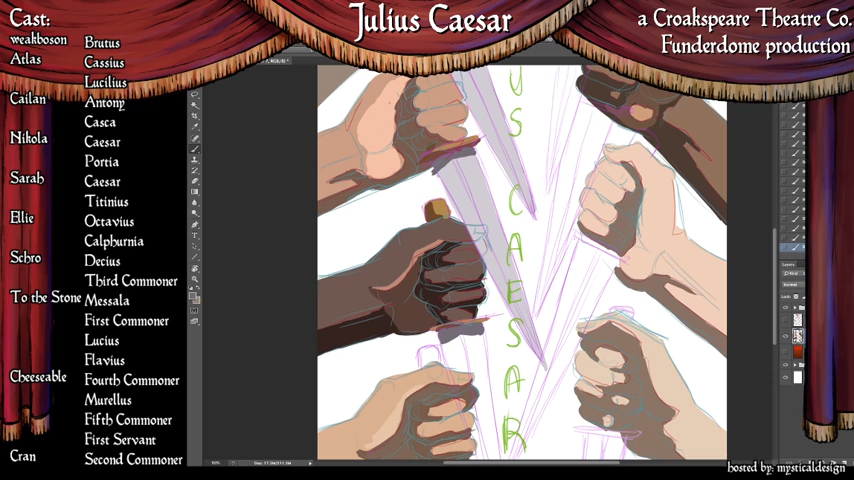 Cast:
Julius Caesar
a Croakspeare Theatre Co.
Funderdome production
weakboson
Brutus
Atlas
Cassius
Lucilius
Cailan
Antony
Casca
Nikola
Caesar
Portia
Sarah
Caesar
Titinius
Ellie
Octavius
Calphurnia
Schro
Decius
Third Commoner
To the Stone
Messala
First Commoner
Lucius
Flavius
Cheeseable
Fourth Commoner
Murellus
Fifth Commoner
First Servant
Cran
Second Commoner
US
CAESAR
hosted by: mysticaldesign